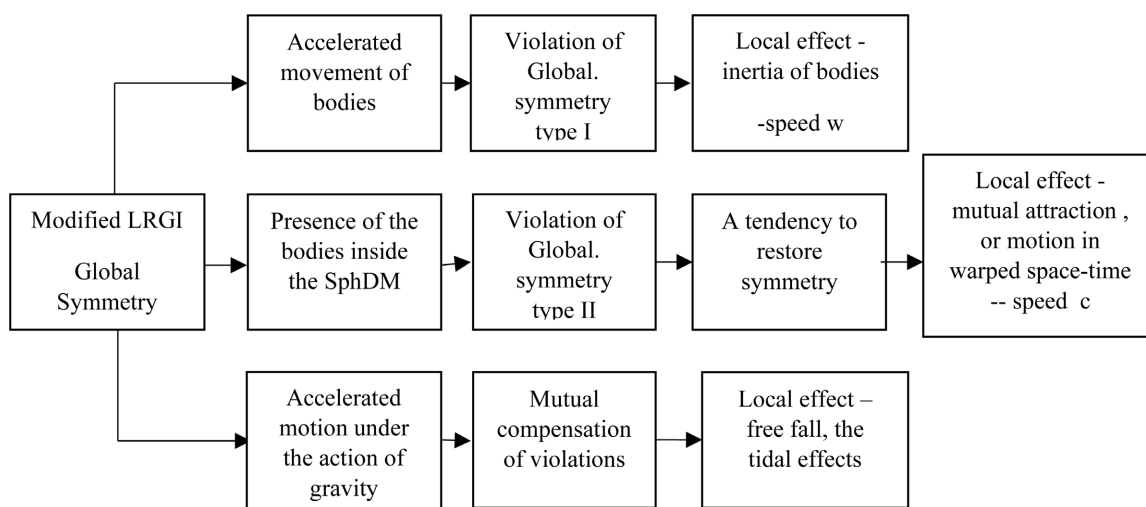 Accelerated
movement of
bodies
Violation of
Global.
symmetry
type I
Local effect -
inertia of bodies
-speed w
Modified LRGI
Global
Symmetry
Presence of the
bodies inside
the SphDM
Violation of
Global.
symmetry
type II
A tendency to
restore
symmetry
Local effect -
mutual attraction ,
or motion in
warped space-time
-- speed c
Accelerated
motion under
the action of
gravity
Mutual
compensation
of violations
Local effect –
free fall, the
tidal effects